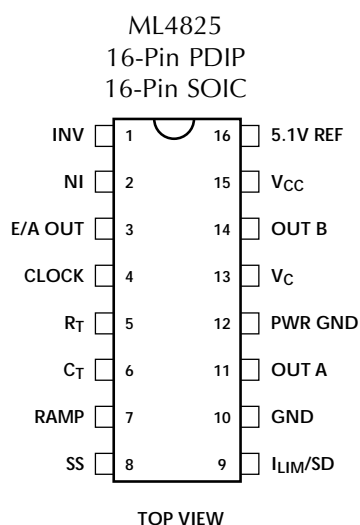 ML4825
16-Pin PDIP
16-Pin SOIC
INV 1 16 5.1V REF
NI 2 15 VCC
E/A OUT 3 14 OUT B
CLOCK 4 13 VC
RT 5 12 PWR GND
CT 6 11 OUT A
RAMP 7 10 GND
SS 8 9 ILIM/SD
TOP VIEW